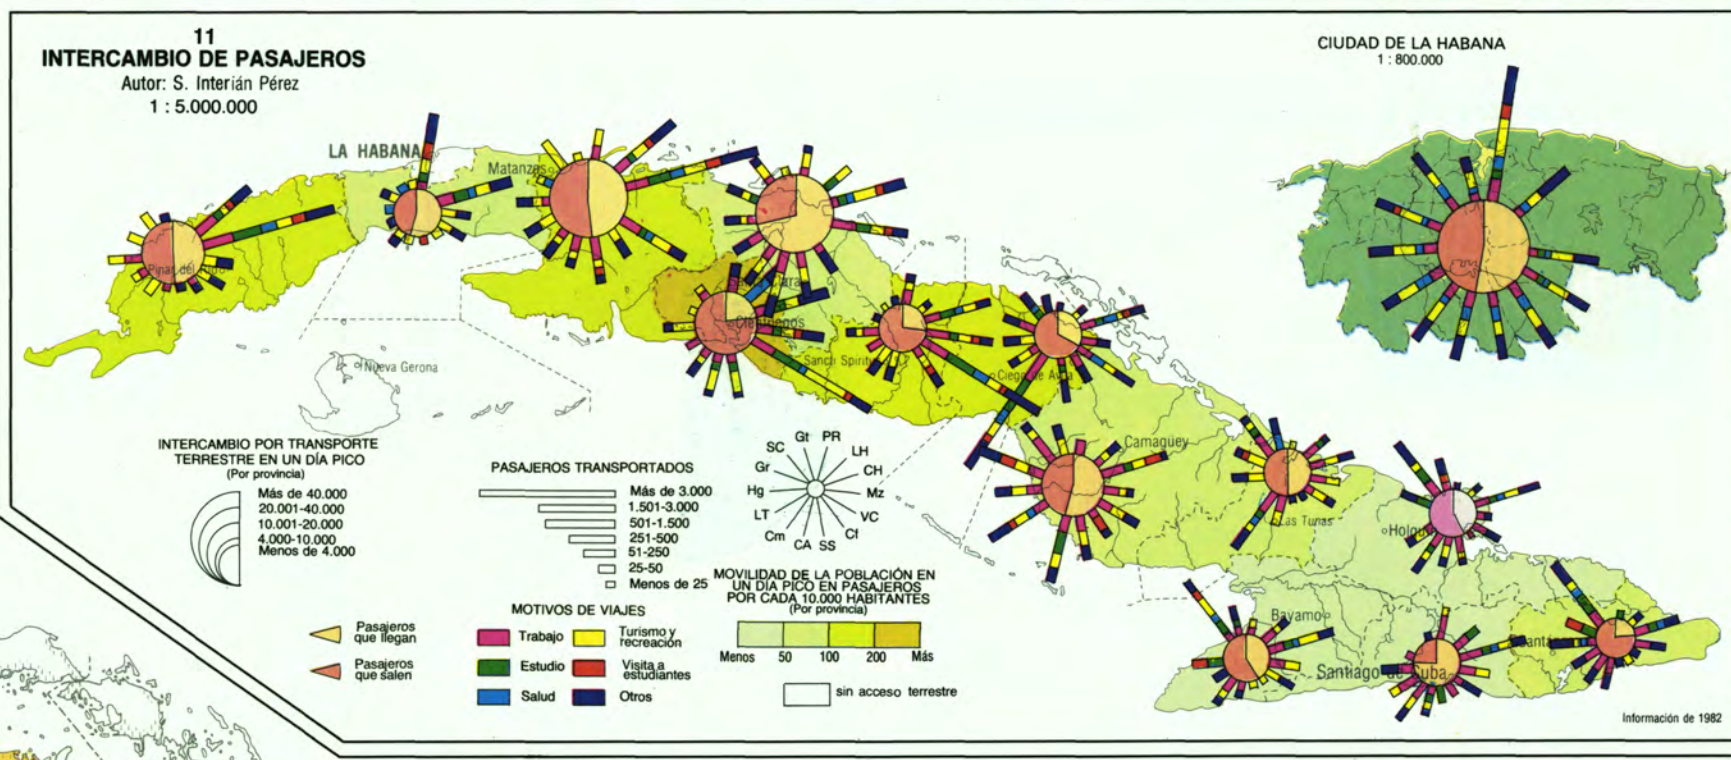 11
INTERCAMBIO DE PASAJEROS
Autor: S. Interián Pérez
1 : 5.000.000
CIUDAD DE LA HABANA
1 : 800.000
LA HABANA
Matanzas
Pinar del Río
Santa Clara
Cienfuegos
Nueva Gerona
Sancti Spíritus
Ciego de Avila
Camagüey
Las Tunas
Holguín
Bayamo
Santiago de Cuba
INTERCAMBIO POR TRANSPORTE
TERRESTRE EN UN DÍA PICO
(Por provincia)
Más de 40.000
20.001-40.000
10.001-20.000
4.000-10.000
Menos de 4.000
Pasajeros
que llegan
Pasajeros
que salen
PASAJEROS TRANSPORTADOS
Más de 3.000
1.501-3.000
501-1.500
251-500
51-250
25-50
Menos de 25
MOTIVOS DE VIAJES
Trabajo
Turismo y
recreación
Estudio
Visita a
estudiantes
Salud
Otros
Gt PR
SC LH
Gr CH
Hg Mz
LT VC
Cm CA SS Cf
MOVILIDAD DE LA POBLACIÓN EN
UN DÍA PICO EN PASAJEROS
POR CADA 10.000 HABITANTES
(Por provincia)
Menos 50 100 200 Más
sin acceso terrestre
Información de 1982